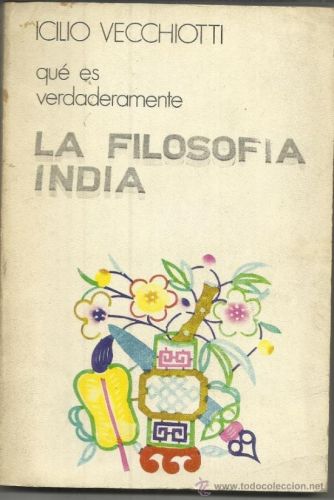 ICILIO VECCHIOTTI
qué es
verdaderamente
LA FILOSOFIA
INDIA
© www.todocoleccion.net